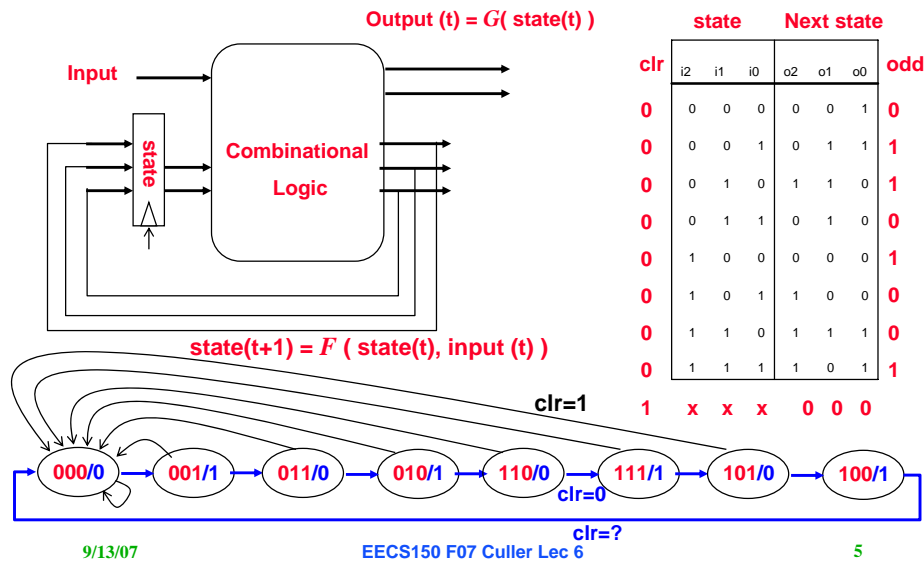 Output (t) = G( state(t) )
Input
state
Combinational
Logic
state(t+1) = F ( state(t), input (t) )
state Next state
clr i2 i1 i0 o2 o1 o0 odd
0 0 0 0 0 0 1 0
0 0 0 1 0 1 1 1
0 0 1 0 1 1 0 1
0 0 1 1 0 1 0 0
0 1 0 0 0 0 0 1
0 1 0 1 1 0 0 0
0 1 1 0 1 1 1 0
0 1 1 1 1 0 1 1
1 x x x 0 0 0
clr=1
000/0 001/1 011/0 010/1 110/0 111/1 101/0 100/1
clr=0
clr=?
9/13/07 EECS150 F07 Culler Lec 6 5